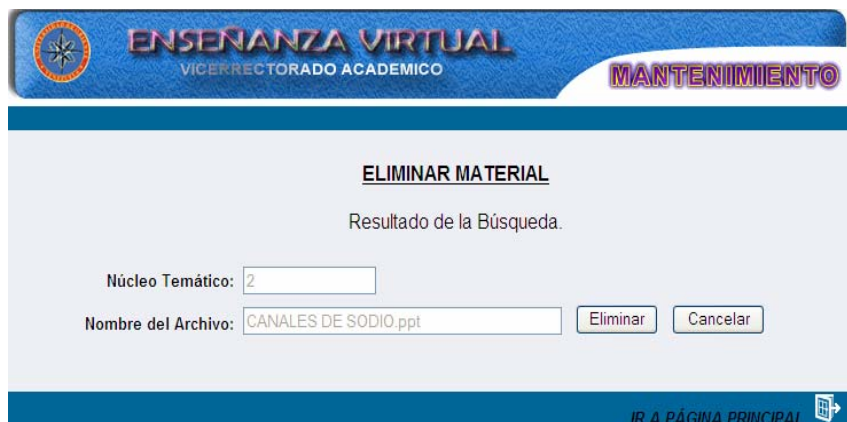 ENSEÑANZA VIRTUAL
VICERRECTORADO ACADEMICO
MANTENIMIENTO
ELIMINAR MATERIAL
Resultado de la Búsqueda.
Núcleo Temático: 2
Nombre del Archivo: CANALES DE SODIO.ppt Eliminar Cancelar
IR A PÁGINA PRINCIPAL